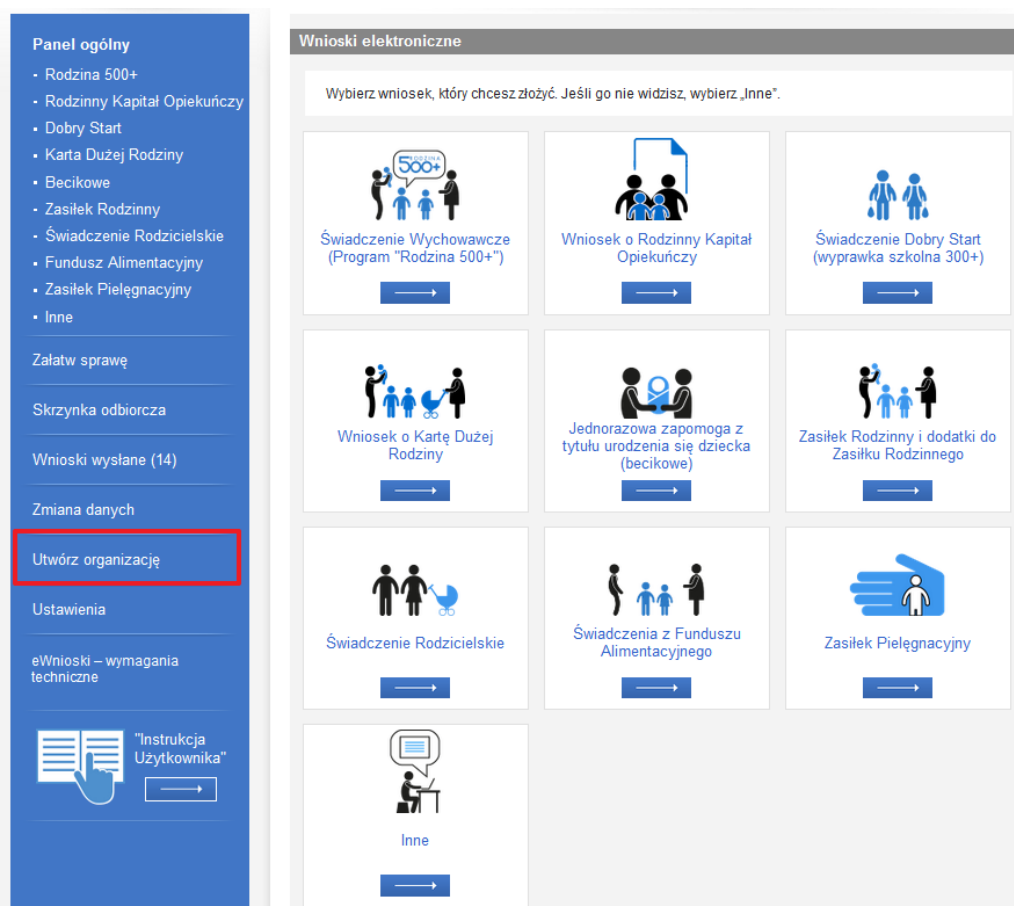 Panel ogólny
Rodzina 500+
Rodzinny Kapitał Opiekuńczy
Dobry Start
Karta Dużej Rodziny
Becikowe
Zasiłek Rodzinny
Świadczenie Rodzicielskie
Fundusz Alimentacyjny
Zasiłek Pielęgnacyjny
Inne
Załatw sprawę
Skrzynka odbiorcza
Wnioski wysłane (14)
Zmiana danych
Utwórz organizację
Ustawienia
eWnioski – wymagania
techniczne
"Instrukcja
Użytkownika"
Wnioski elektroniczne
Wybierz wniosek, który chcesz złożyć. Jeśli go nie widzisz, wybierz „Inne”.
RODZINA
500+
Świadczenie Wychowawcze
(Program "Rodzina 500+")
Wniosek o Rodzinny Kapitał
Opiekuńczy
Świadczenie Dobry Start
(wyprawka szkolna 300+)
Wniosek o Kartę Dużej
Rodziny
Jednorazowa zapomoga z
tytułu urodzenia się dziecka
(becikowe)
Zasiłek Rodzinny i dodatki do
Zasiłku Rodzinnego
Świadczenie Rodzicielskie
Świadczenia z Funduszu
Alimentacyjnego
Zasiłek Pielęgnacyjny
Inne